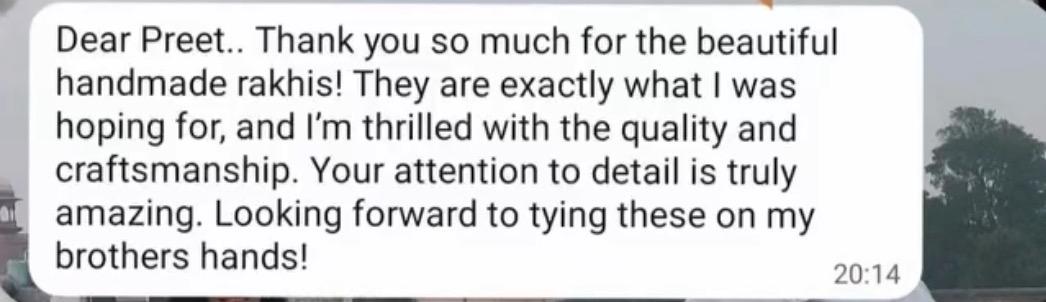 Dear Preet.. Thank you so much for the beautiful
handmade rakhis! They are exactly what I was
hoping for, and I'm thrilled with the quality and
craftsmanship. Your attention to detail is truly
amazing. Looking forward to tying these on my
brothers hands!
20:14